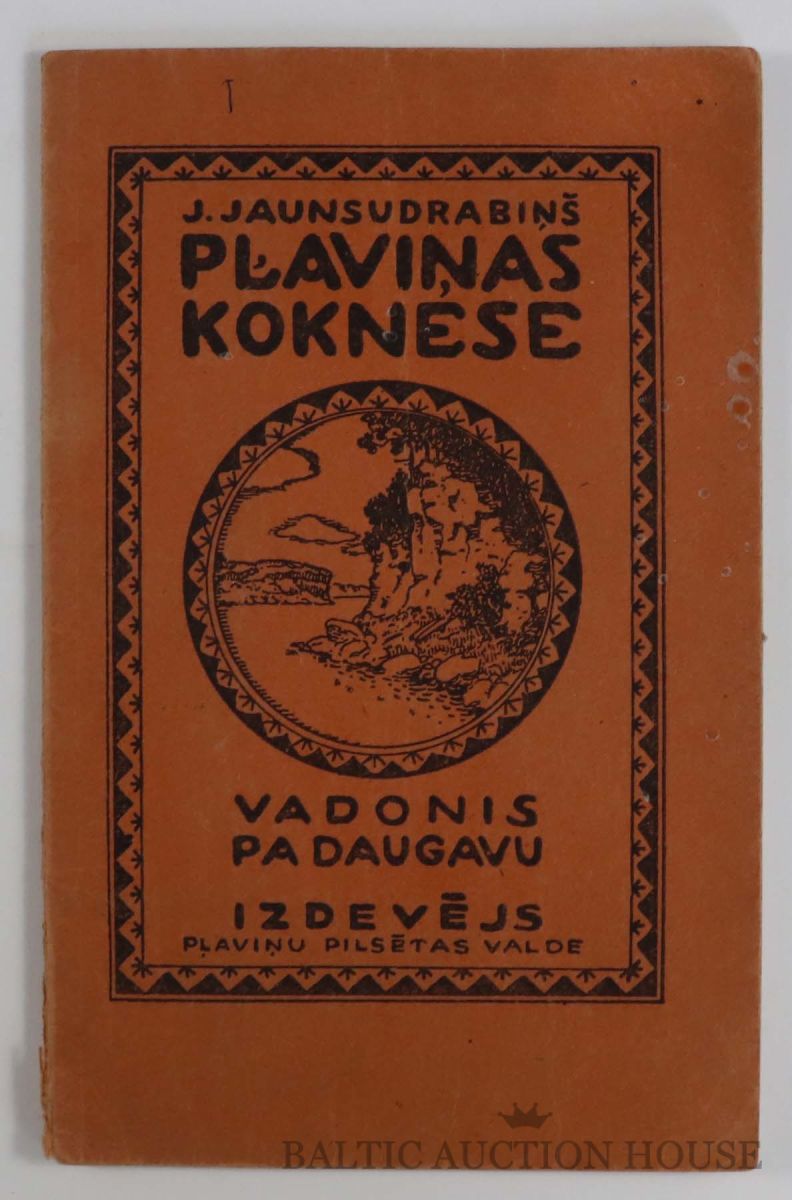 J. JAUNSUDRABIŅŠ
PĻAVIŅAS
KOKNESE
VADONIS
PA DAUGAVU
IZDEVĒJS
PĻAVIŅU PILSĒTAS VALDE
BALTIC AUCTION HOUSE